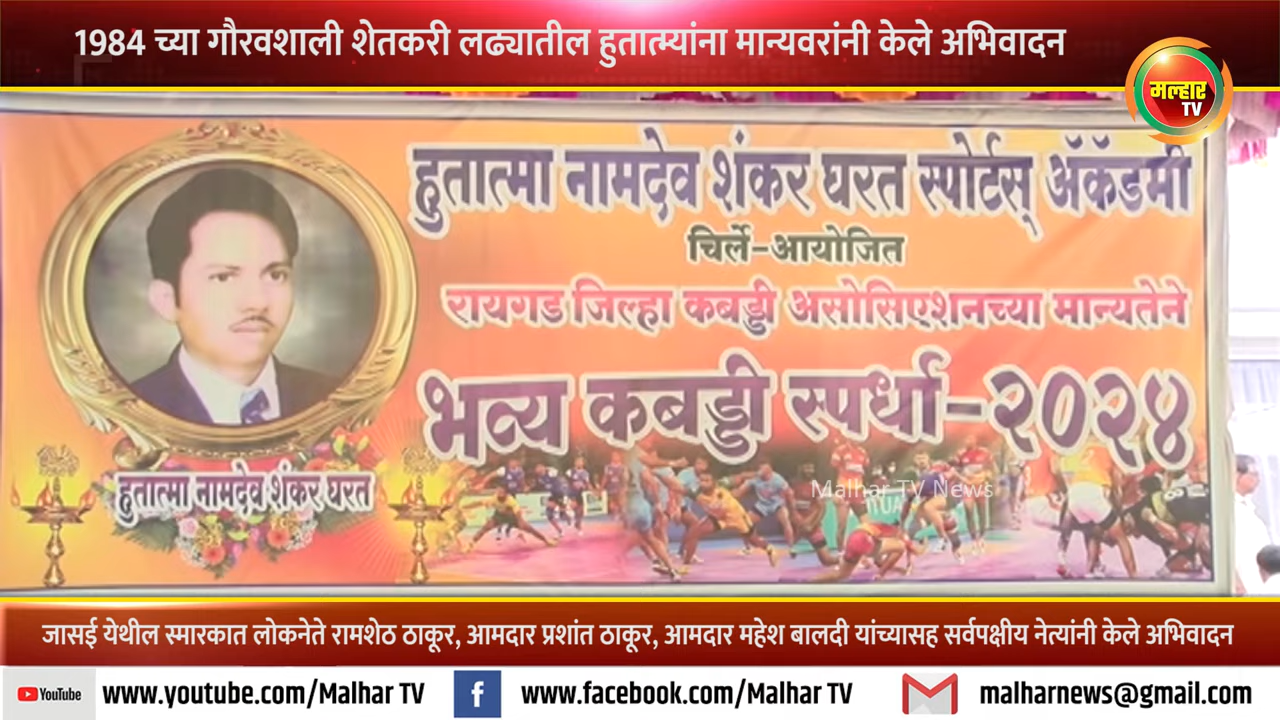 1984 च्या गौरवशाली शेतकरी लढ्यातील हुतात्म्यांना मान्यवरांनी केले अभिवादन
मल्हार
TV
हुतात्मा नामदेव शंकर घरत स्पोर्टस् ॲकॅडमी
चिर्ले-आयोजित
रायगड जिल्हा कबड्डी असोसिएशनच्या मान्यतेने
भव्य कबड्डी स्पर्धा-२०२४
हुतात्मा नामदेव शंकर घरत
Malhar TV News
जासई येथील स्मारकात लोकनेते रामशेठ ठाकूर, आमदार प्रशांत ठाकूर, आमदार महेश बालदी यांच्यासह सर्वपक्षीय नेत्यांनी केले अभिवादन
YouTube www.youtube.com/Malhar TV f www.facebook.com/Malhar TV malharnews@gmail.com